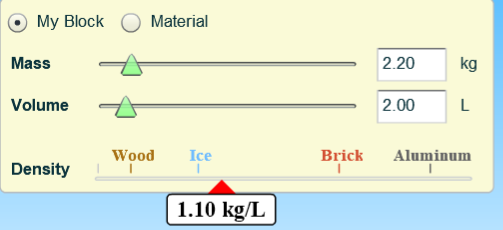 My Block Material
Mass 2.20 kg
Volume 2.00 L
Wood Ice Brick Aluminum
Density
1.10 kg/L